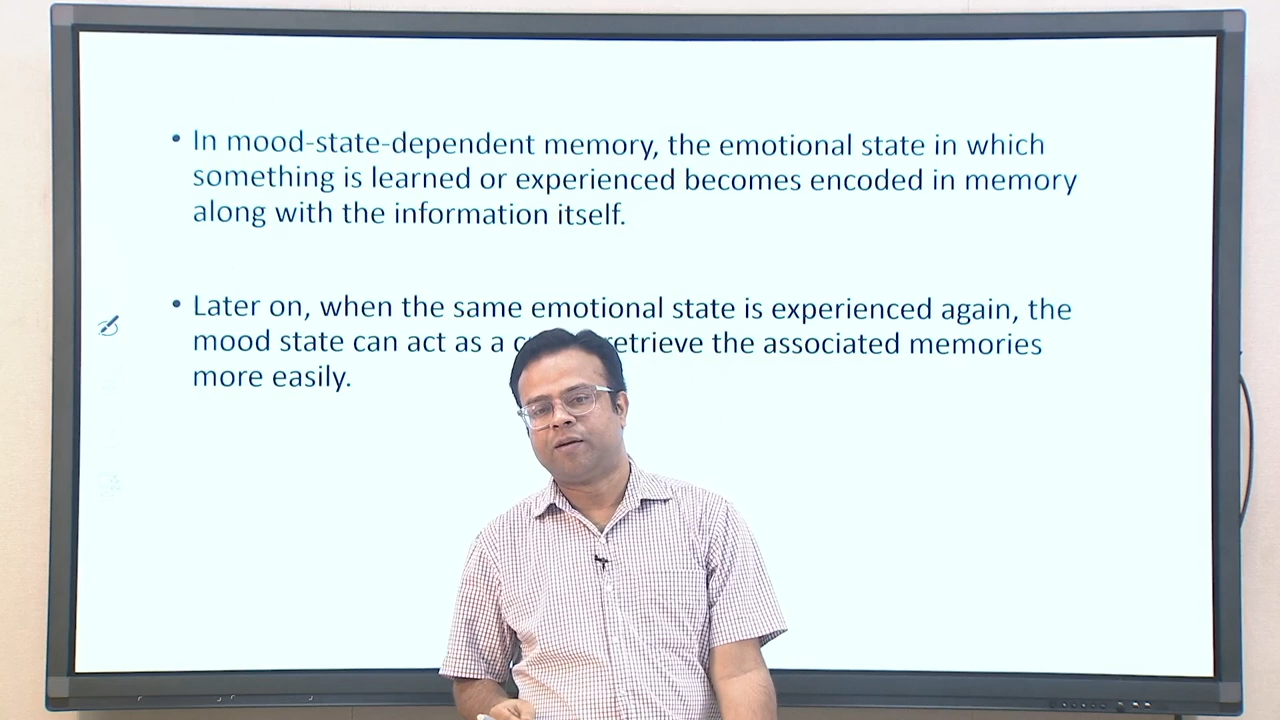 • In mood-state-dependent memory, the emotional state in which
something is learned or experienced becomes encoded in memory
along with the information itself.
• Later on, when the same emotional state is experienced again, the
mood state can act as a retrieve the associated memories
more easily.